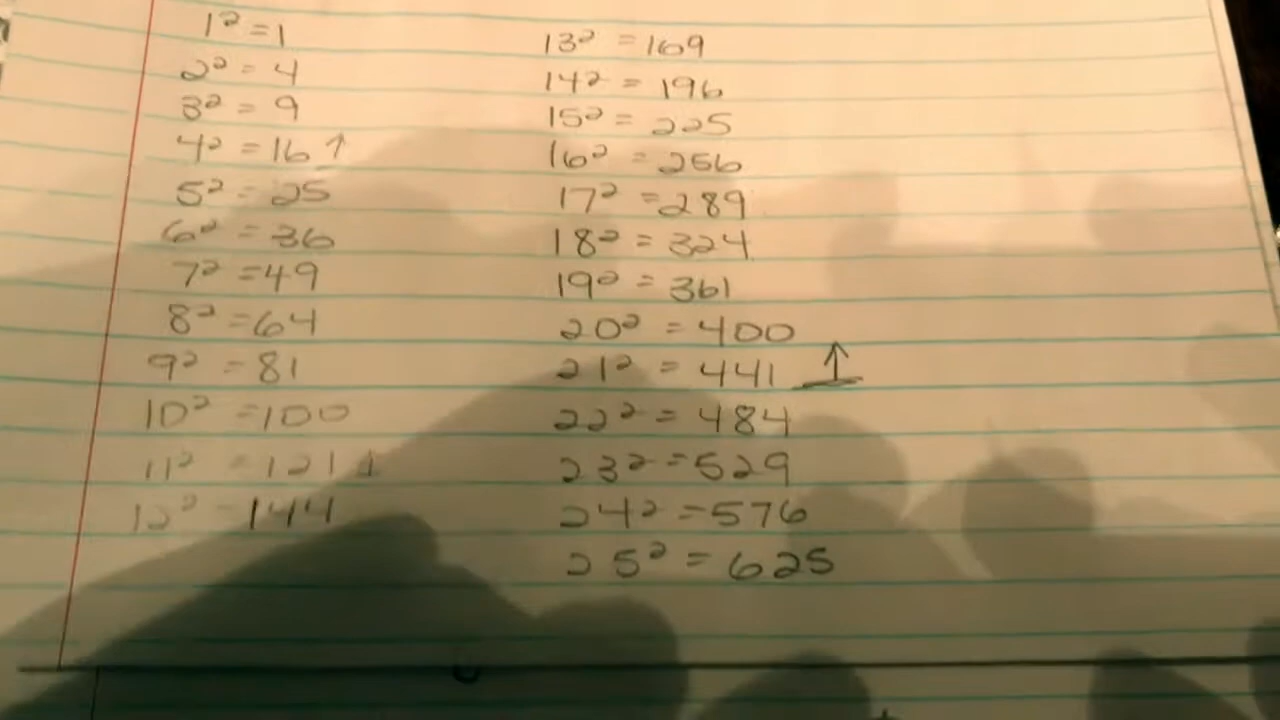 1² = 1
2² = 4
3² = 9
4² = 16 ↑
5² = 25
6² = 36
7² = 49
8² = 64
9² = 81
10² = 100
11² = 121
12² = 144
13² = 169
14² = 196
15² = 225
16² = 256
17² = 289
18² = 324
19² = 361
20² = 400
21² = 441 ↑
22² = 484
23² = 529
24² = 576
25² = 625